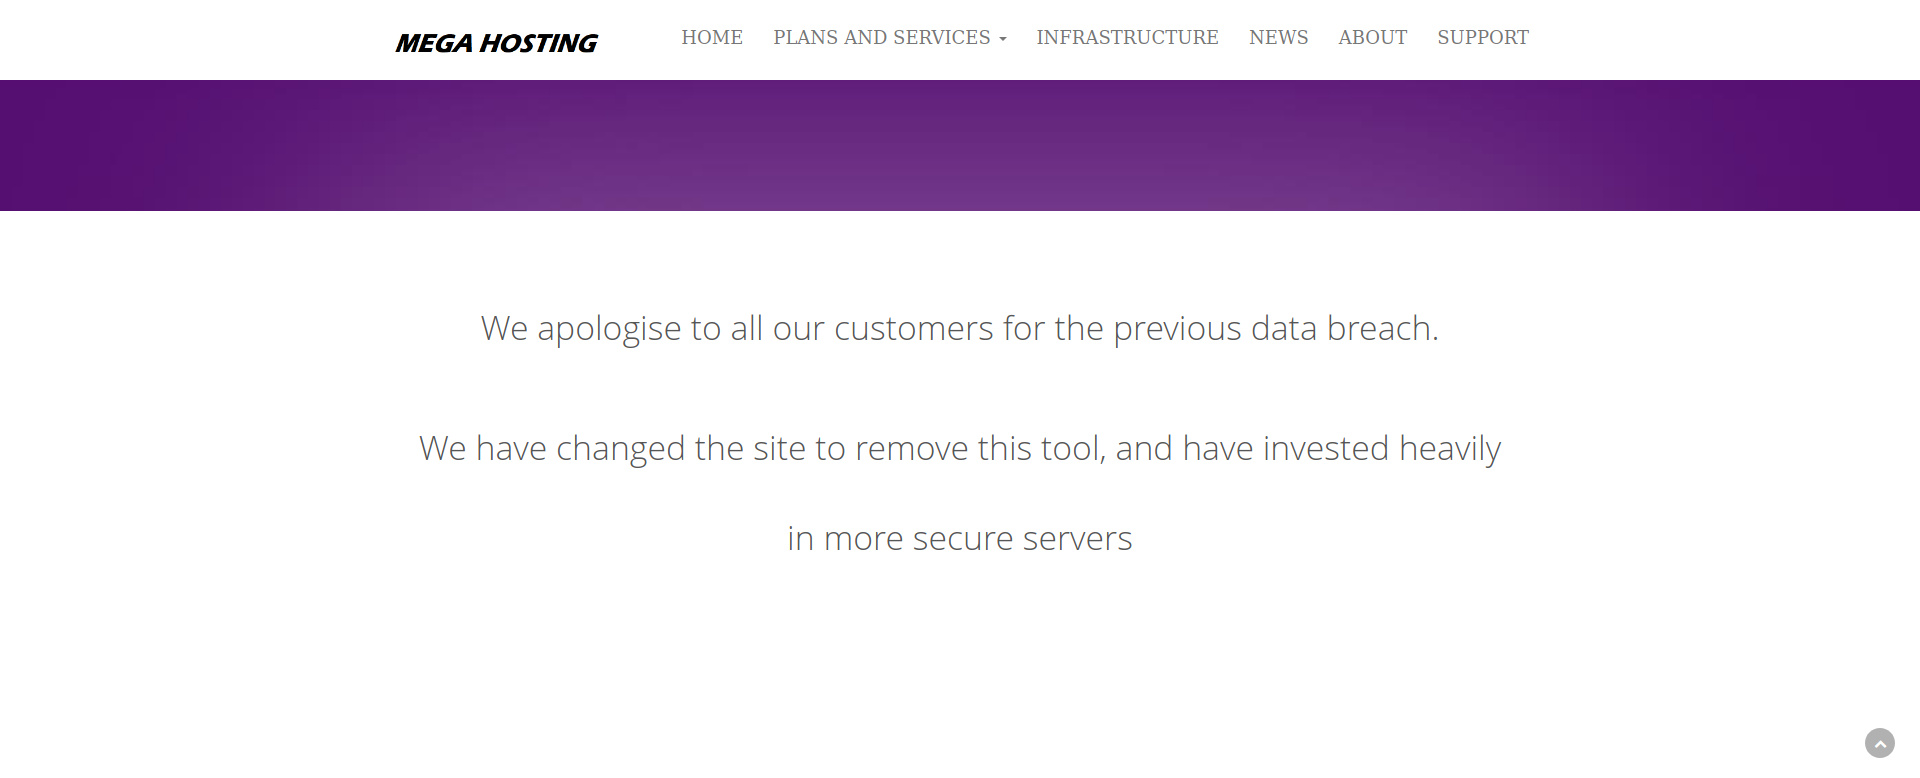 MEGA HOSTING
HOME PLANS AND SERVICES INFRASTRUCTURE NEWS ABOUT SUPPORT
We apologise to all our customers for the previous data breach.
We have changed the site to remove this tool, and have invested heavily
in more secure servers